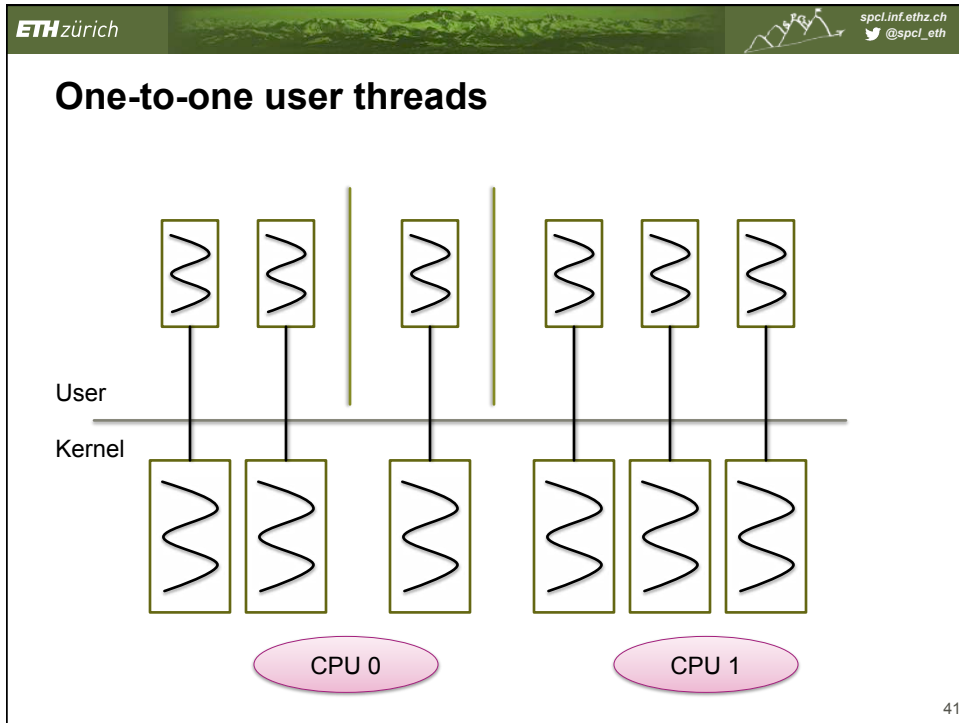 ETH zürich
spcl.inf.ethz.ch
@spcl_eth
SPCL
One-to-one user threads
User
Kernel
CPU 0
CPU 1
41